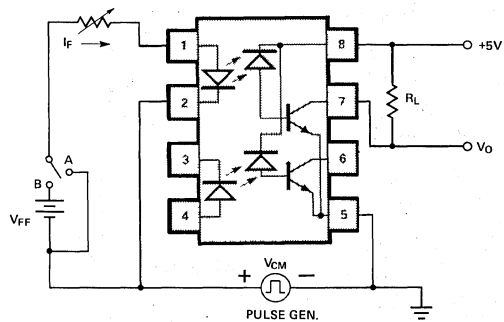 I_F
1
2
3
4
8
7
6
5
+5V
R_L
V_O
A
B
V_FF
+
V_CM
−
PULSE GEN.